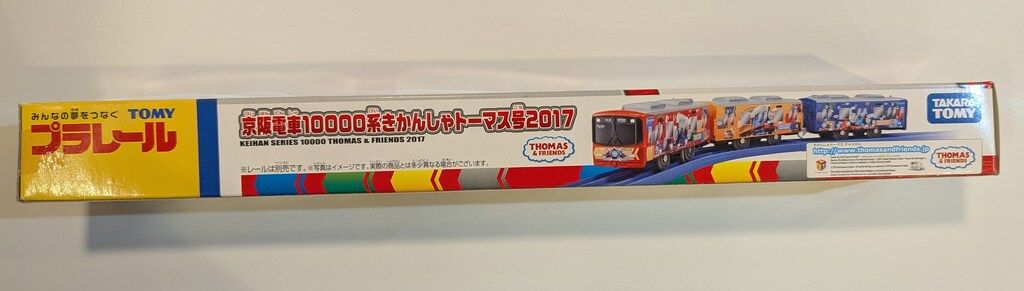 みんなの夢をつなぐ TOMY
プラレール
京阪電車10000系きかんしゃトーマス号2017
KEIHAN SERIES 10000 THOMAS & FRIENDS 2017
※レールは別売です。※写真はイメージです。実際の商品とは多少異なる場合がございます。
THOMAS
& FRIENDS
TAKARA
TOMY
http://www.thomasandfriends.jp
THOMAS
& FRIENDS